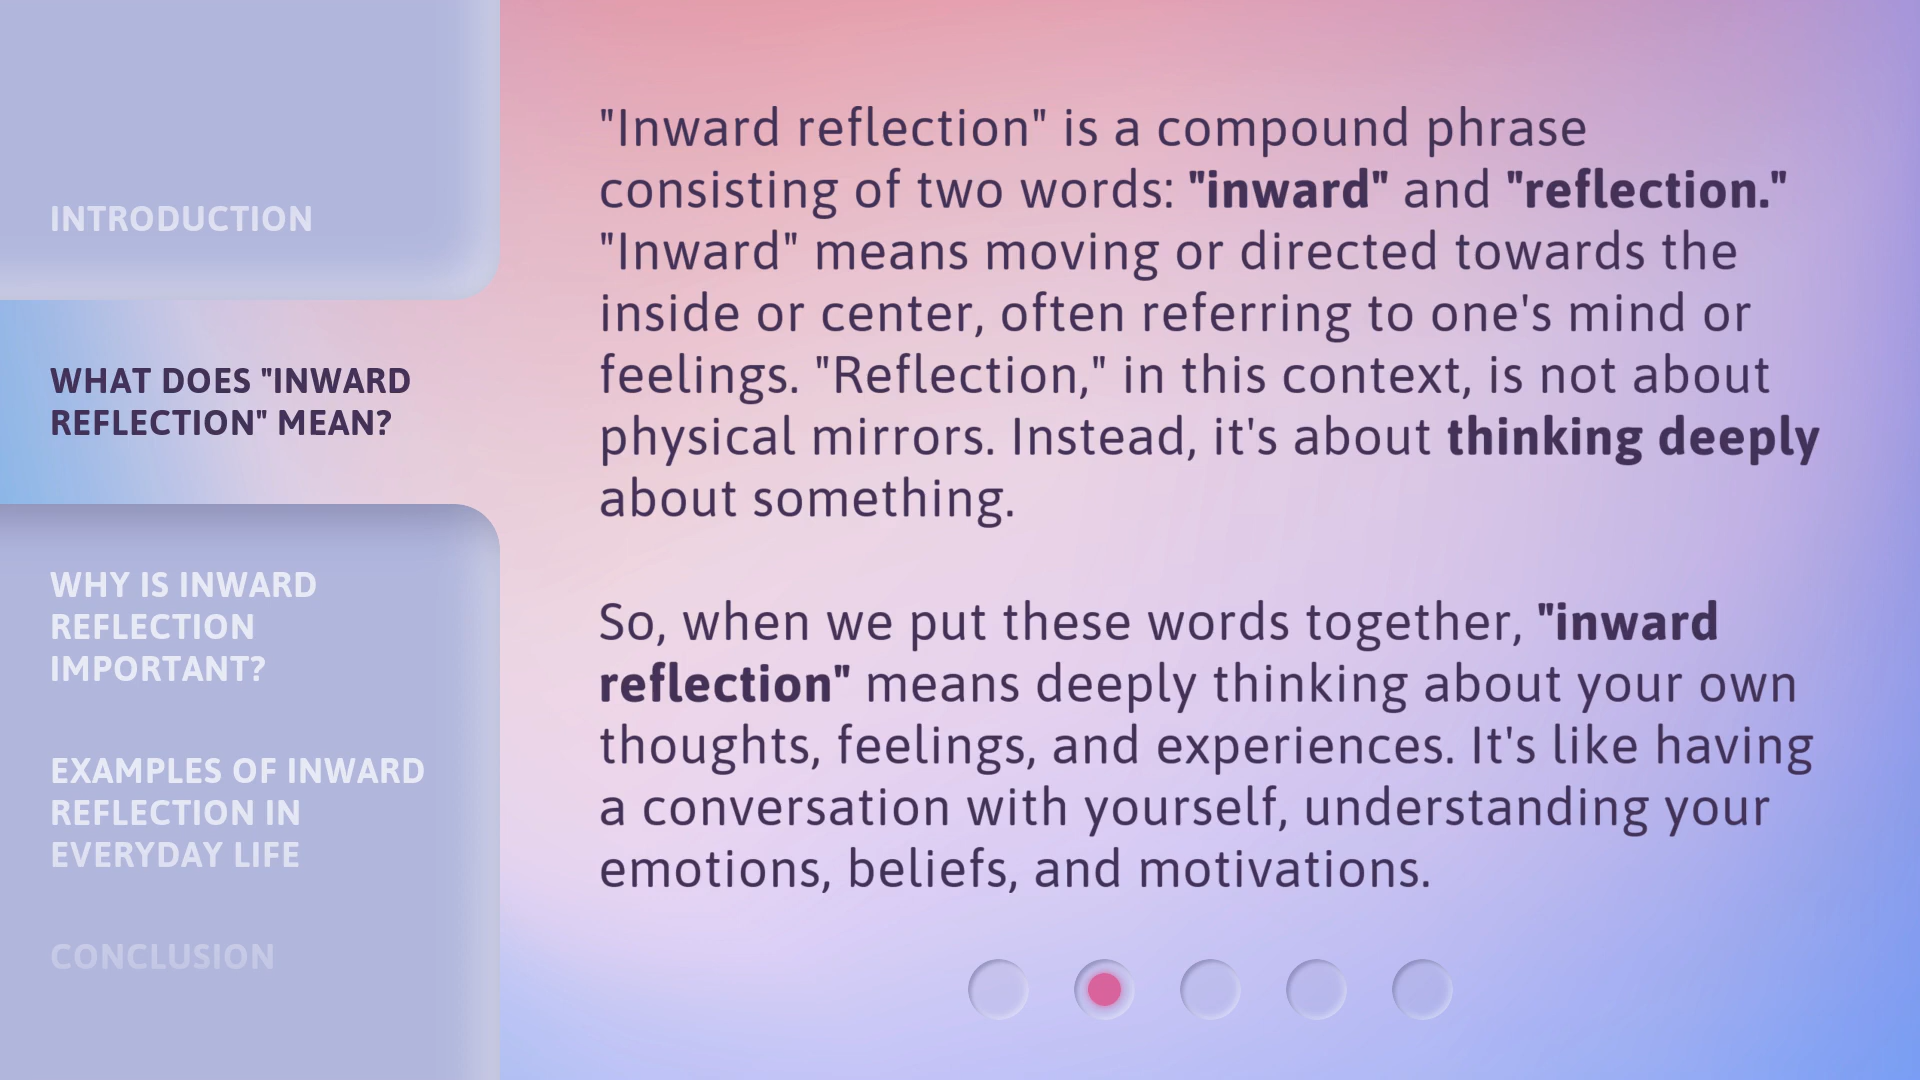 INTRODUCTION
WHAT DOES "INWARD
REFLECTION" MEAN?
WHY IS INWARD
REFLECTION
IMPORTANT?
EXAMPLES OF INWARD
REFLECTION IN
EVERYDAY LIFE
CONCLUSION
"Inward reflection" is a compound phrase
consisting of two words: "inward" and "reflection."
"Inward" means moving or directed towards the
inside or center, often referring to one's mind or
feelings. "Reflection," in this context, is not about
physical mirrors. Instead, it's about thinking deeply
about something.
So, when we put these words together, "inward
reflection" means deeply thinking about your own
thoughts, feelings, and experiences. It's like having
a conversation with yourself, understanding your
emotions, beliefs, and motivations.